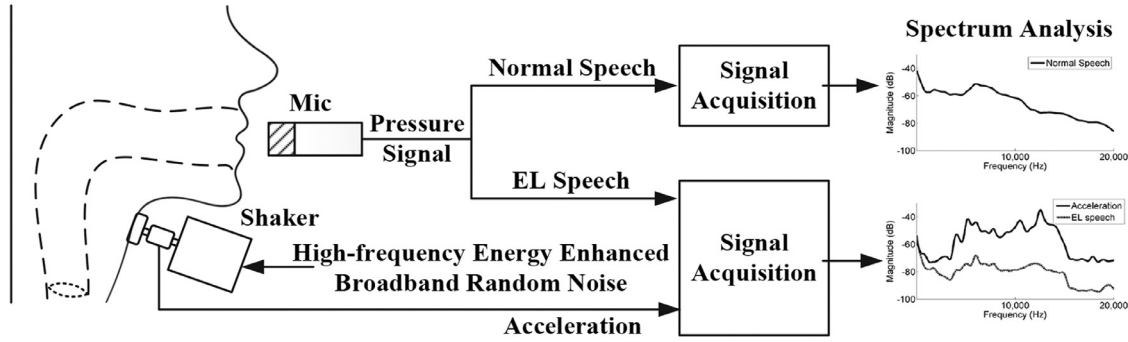 Spectrum Analysis
Normal Speech
Signal
Acquisition
Mic
Pressure
Signal
EL Speech
Shaker
High-frequency Energy Enhanced
Broadband Random Noise
Acceleration
Signal
Acquisition
Normal Speech
Magnitude (dB)
-40
-60
-80
-100
10,000
20,000
Frequency (Hz)
Acceleration
EL speech
Magnitude (dB)
-40
-60
-80
-100
10,000
20,000
Frequency (Hz)